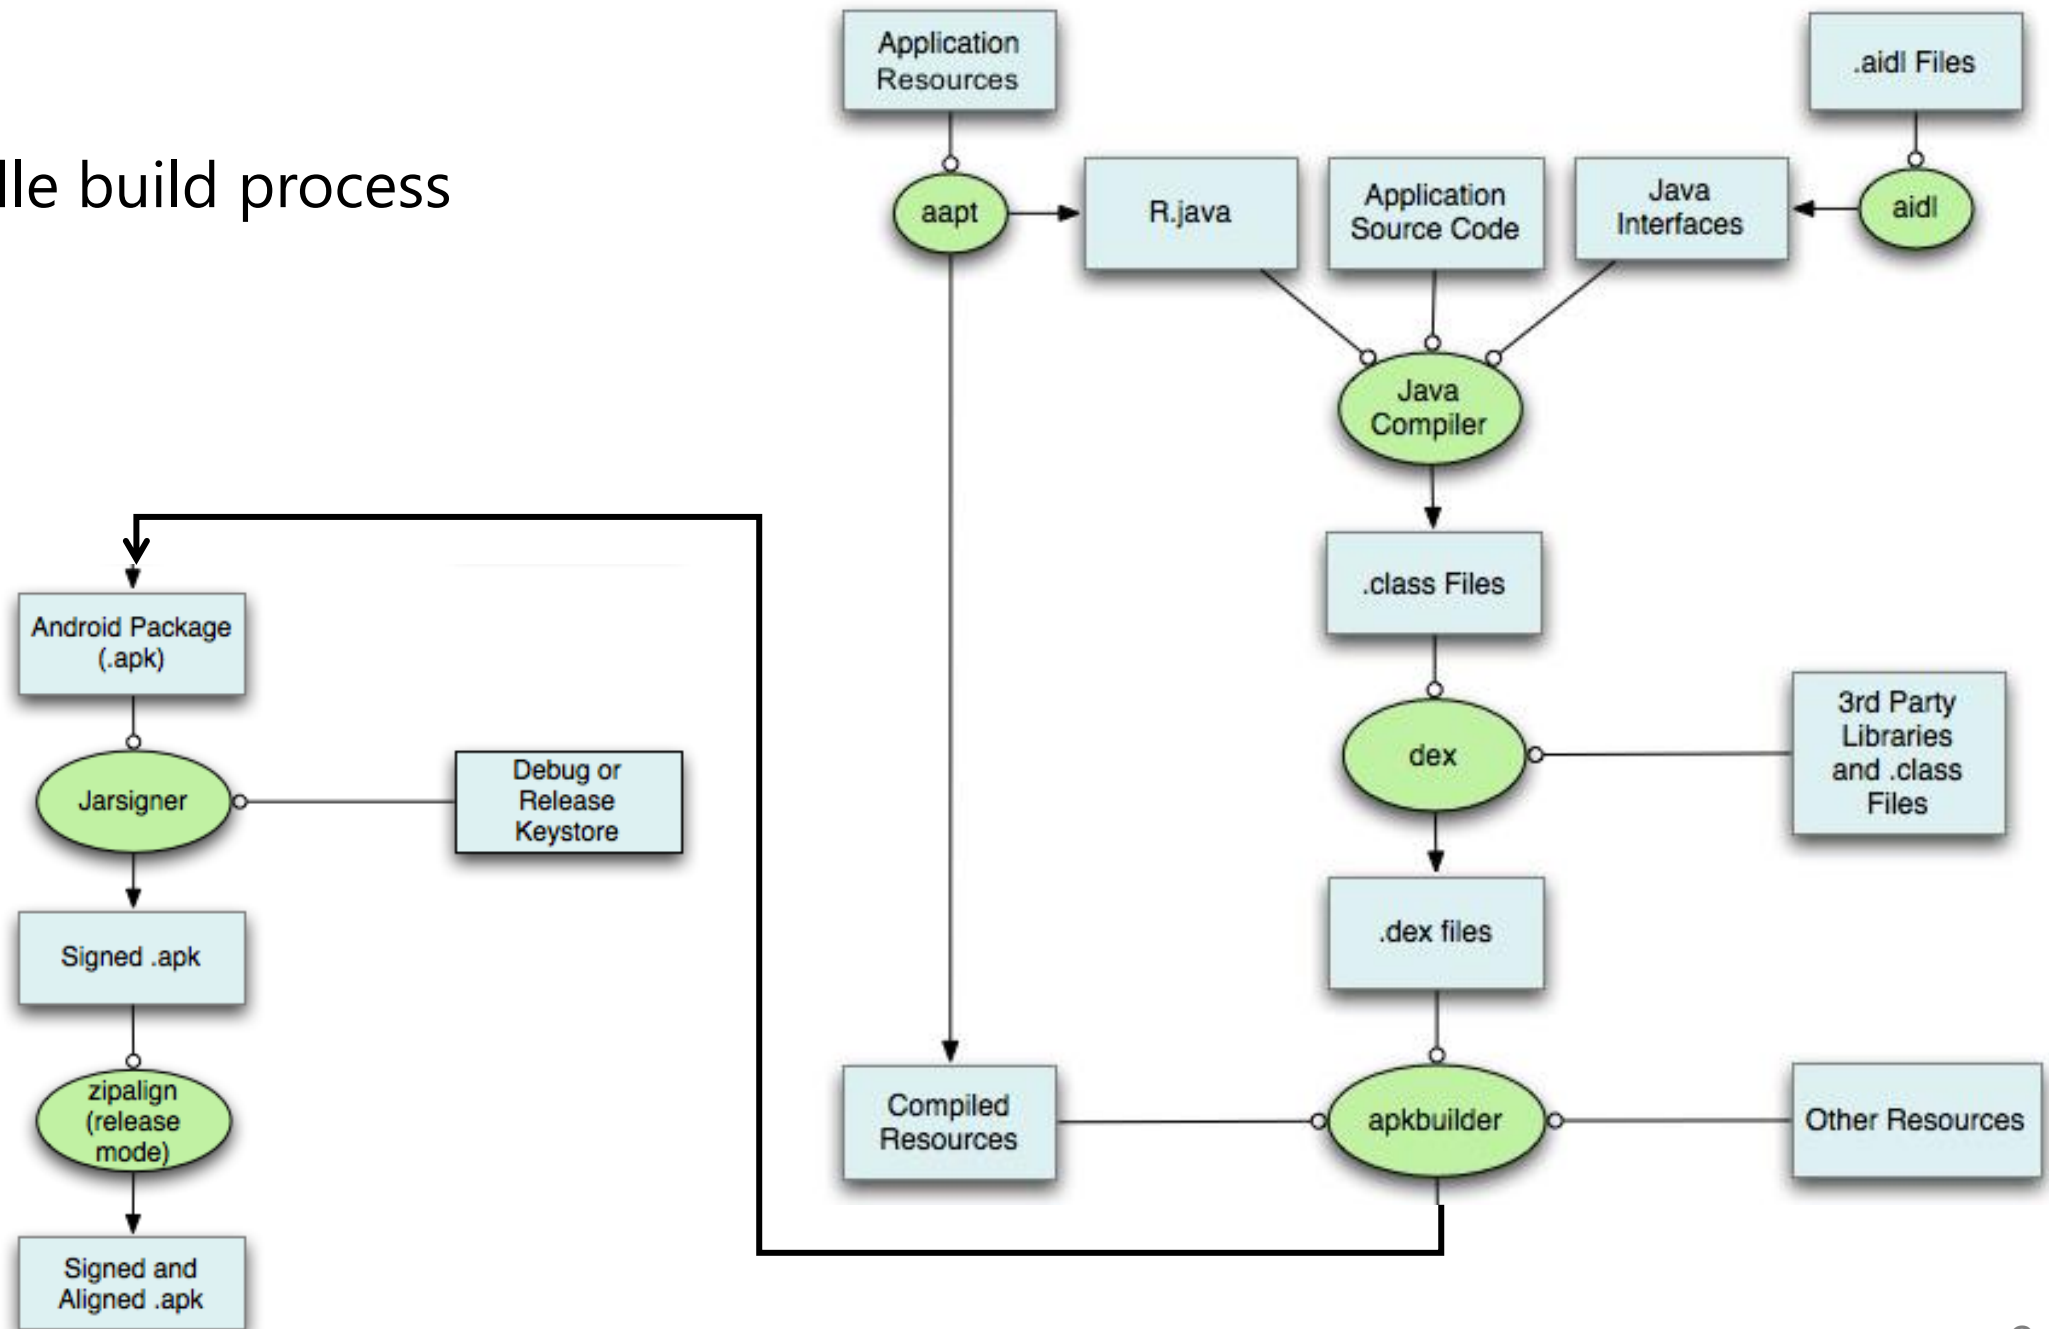 lle build process
Application
Resources
.aidl Files
aapt
R.java
Application
Source Code
Java
Interfaces
aidl
Java
Compiler
.class Files
Android Package
(.apk)
3rd Party
Libraries
and .class
Files
dex
Debug or
Release
Keystore
Jarsigner
.dex files
Signed .apk
zipalign
(release
mode)
Compiled
Resources
apkbuilder
Other Resources
Signed and
Aligned .apk